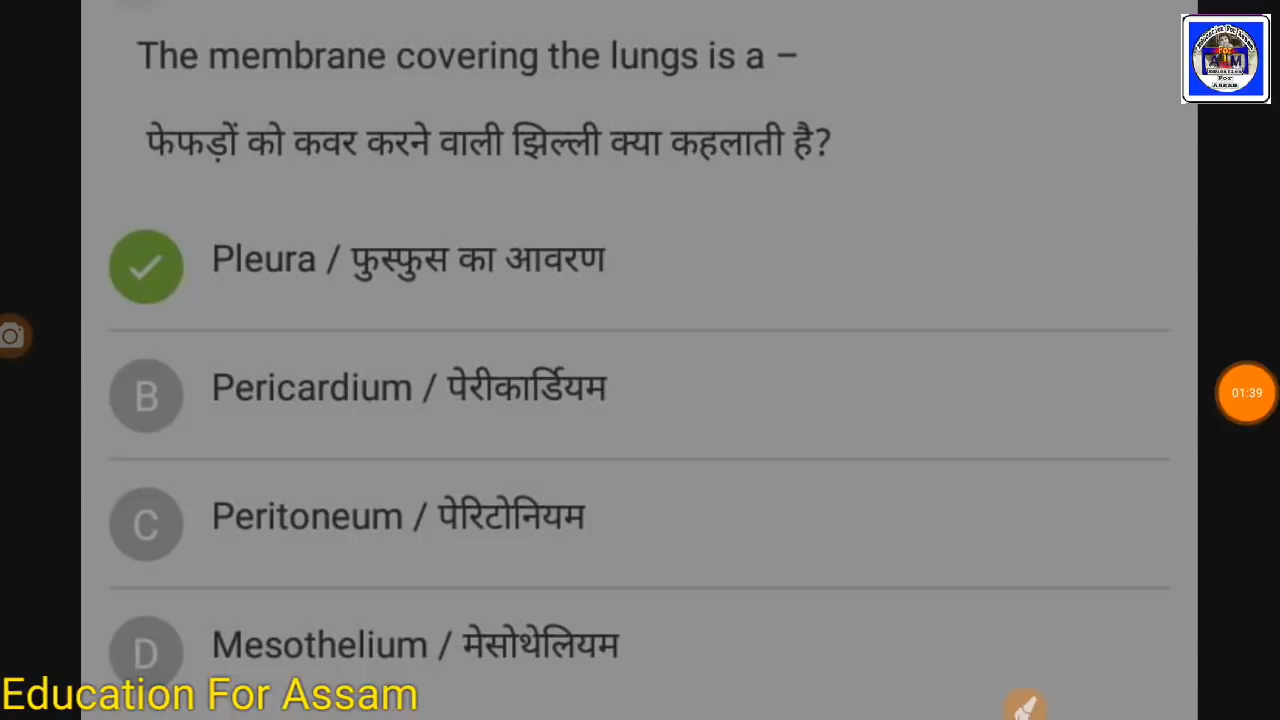 The membrane covering the lungs is a –
फेफड़ों को कवर करने वाली झिल्ली क्या कहलाती है?
Pleura / फुस्फुस का आवरण
B Pericardium / पेरीकार्डियम
C Peritoneum / पेरिटोनियम
D Mesothelium / मेसोथेलियम
01:39
Education For Assam